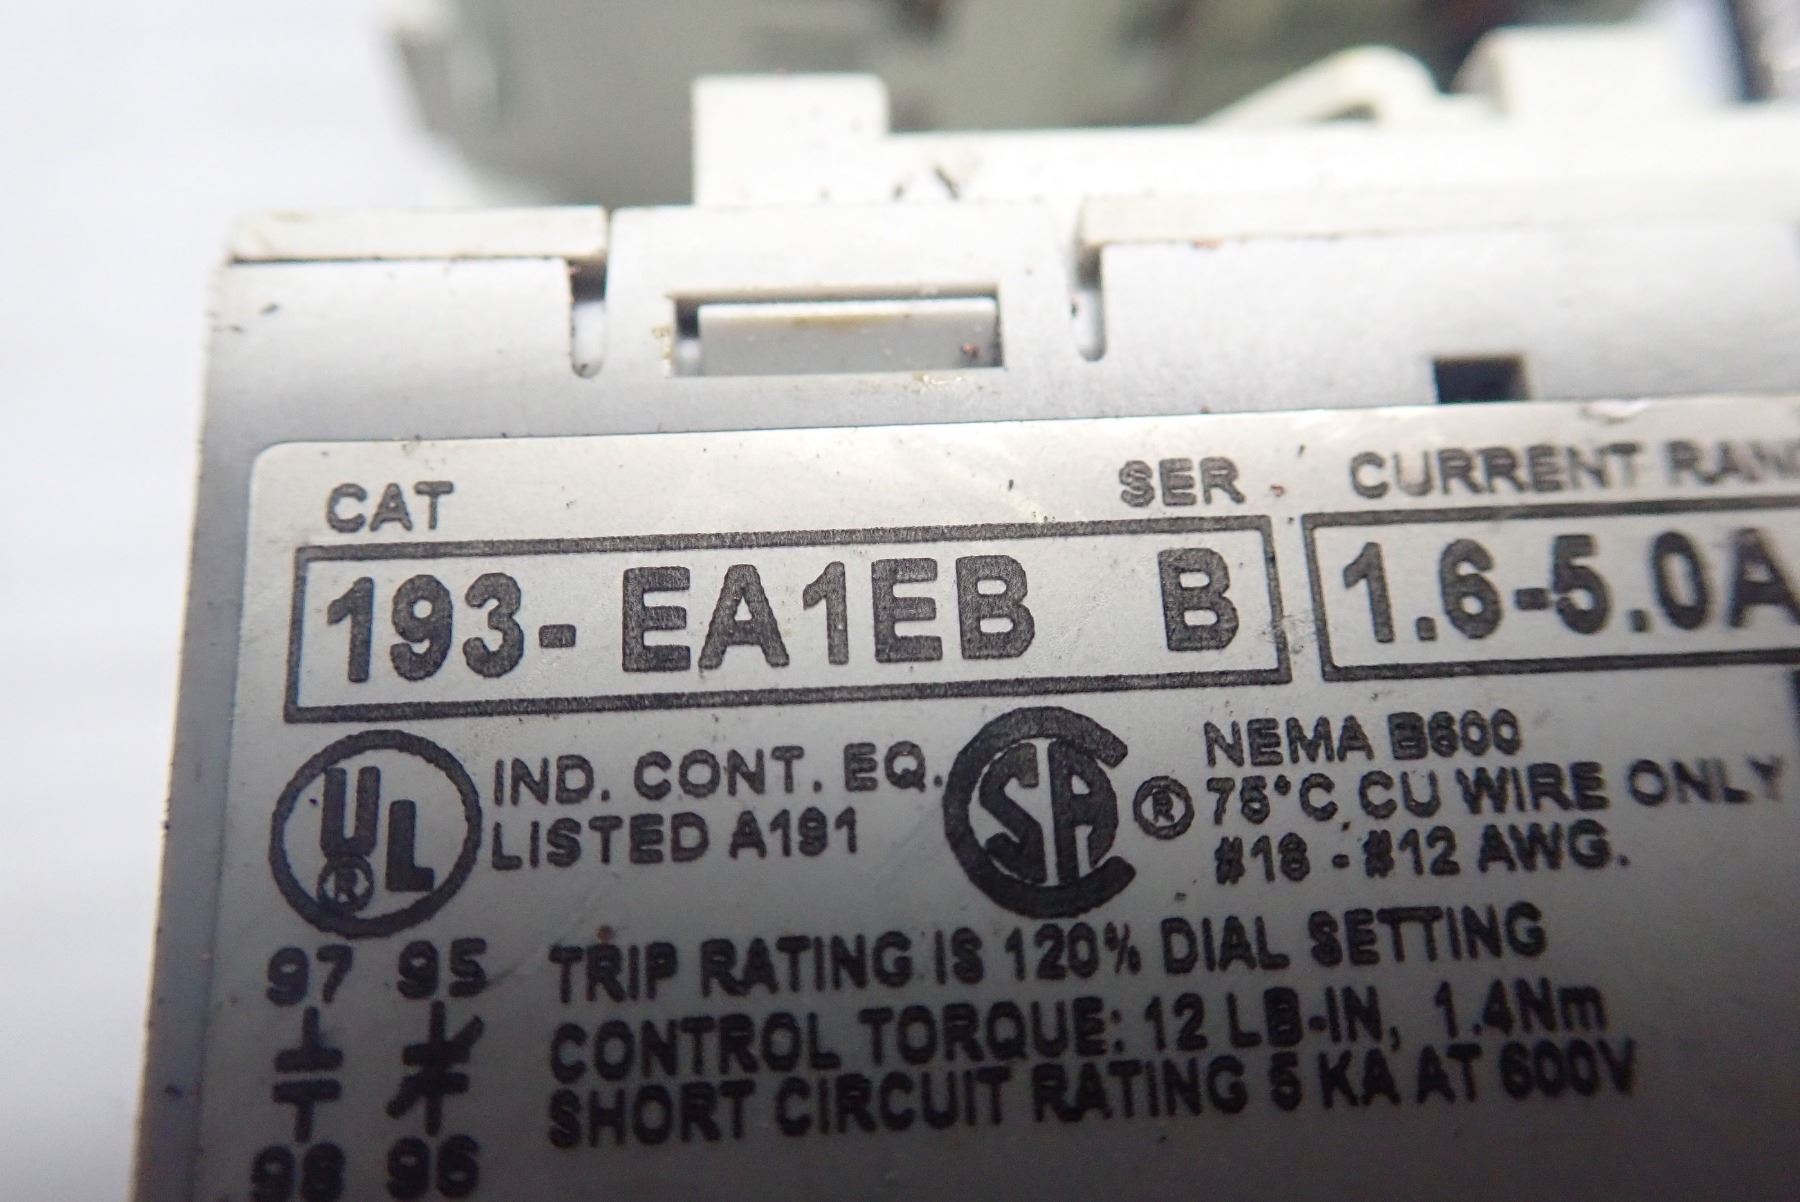 CAT SER CURRENT
193- EA1EB B 1.6-5.0A
UL ® IND. CONT. EQ. LISTED A191
SA ® NEMA B600
75°C CU WIRE ONLY
#18 - #12 AWG.
97 95 TRIP RATING IS 120% DIAL SETTING
CONTROL TORQUE: 12 LB-IN, 1.4Nm
SHORT CIRCUIT RATING 5 KA AT 600V
98 96